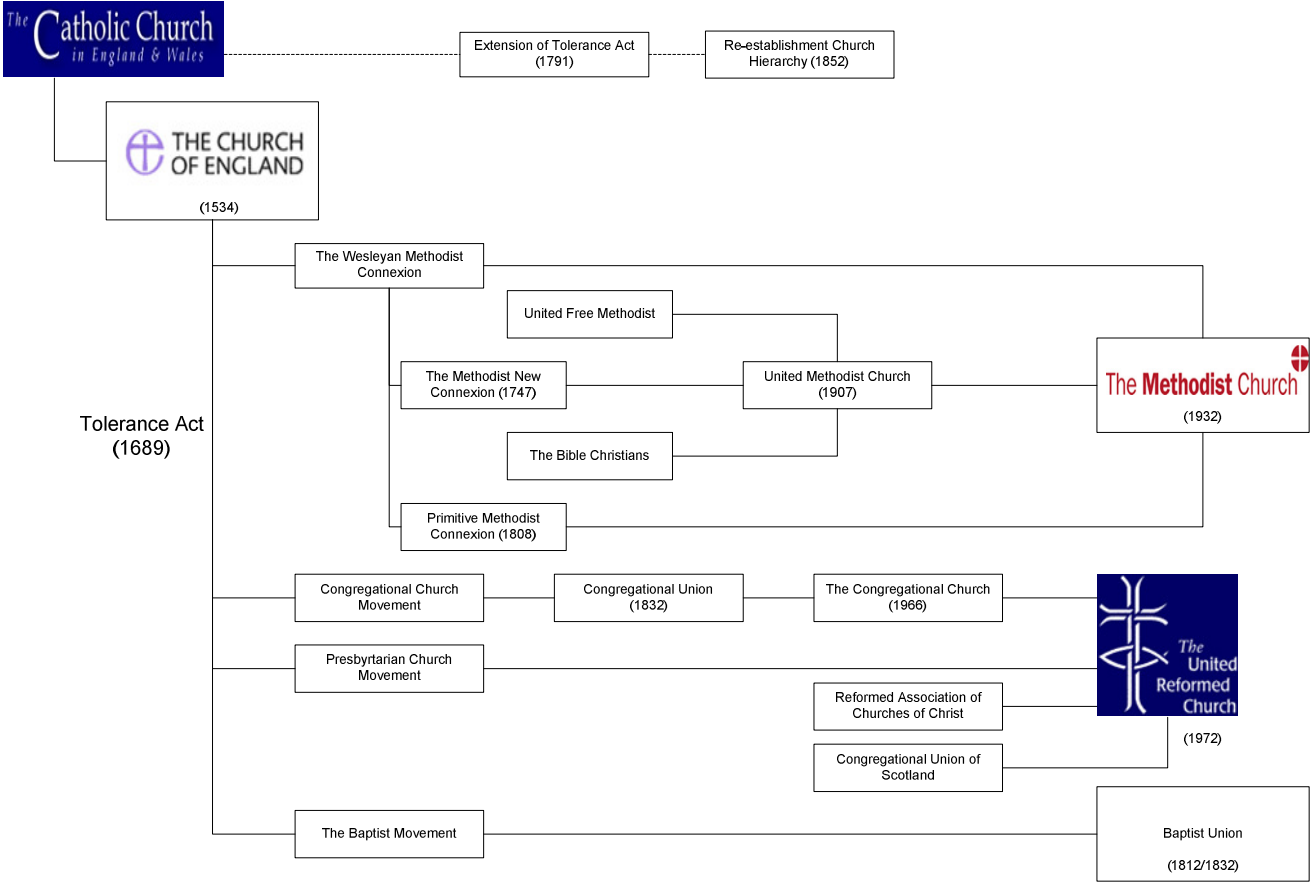 The
Catholic Church
in England & Wales
Extension of Tolerance Act
(1791)
Re-establishment Church
Hierarchy (1852)
THE CHURCH
OF ENGLAND
(1534)
The Wesleyan Methodist
Connexion
United Free Methodist
The Methodist New
Connexion (1747)
United Methodist Church
(1907)
The Methodist Church
(1932)
Tolerance Act
(1689)
The Bible Christians
Primitive Methodist
Connexion (1808)
Congregational Church
Movement
Congregational Union
(1832)
The Congregational Church
(1966)
The
United
Reformed
Church
(1972)
Presbyrtarian Church
Movement
Reformed Association of
Churches of Christ
Congregational Union of
Scotland
The Baptist Movement
Baptist Union
(1812/1832)